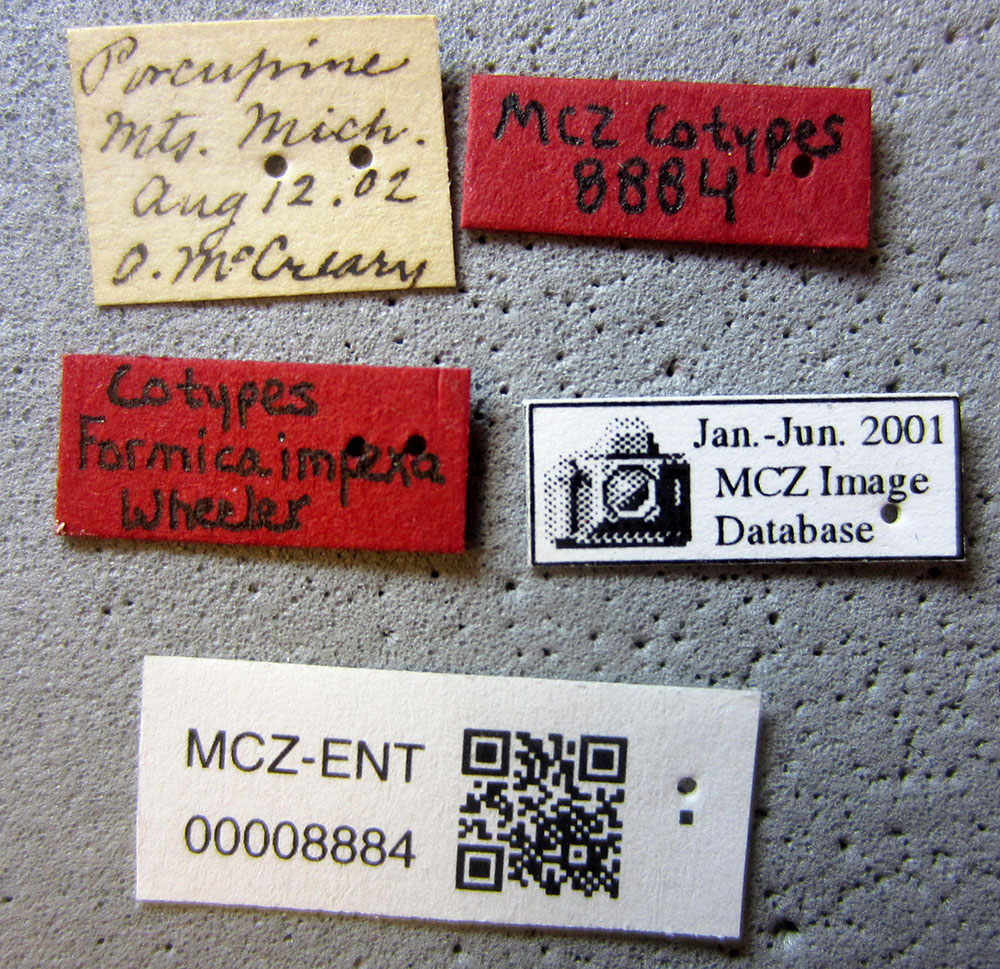 Porcupine
Mts. Mich.
Aug 12.02
O. McCreary
MCZ Cotypes
8884
Cotypes
Formica impexa
Wheeler
Jan.-Jun. 2001
MCZ Image
Database
MCZ-ENT
00008884